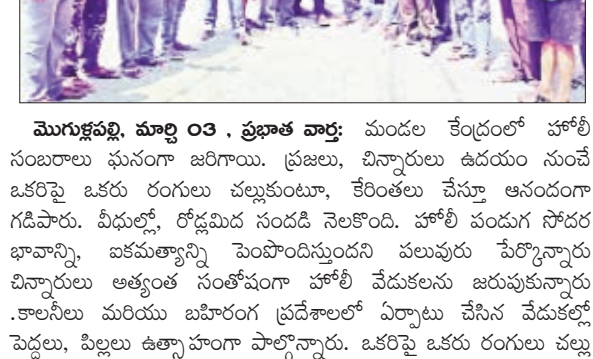 మొగుళ్లపల్లి, మార్చి 03 , ప్రభాత వార్త: మండల కేంద్రంలో హోలీ
సంబరాలు ఘనంగా జరిగాయి. ప్రజలు, చిన్నారులు ఉదయం నుంచే
ఒకరిపై ఒకరు రంగులు చల్లుకుంటూ, కేరింతలు చేస్తూ ఆనందంగా
గడిపారు. వీధుల్లో, రోడ్లమిద సందడి నెలకొంది. హోలీ పండుగ సోదర
భావాన్ని, ఐకమత్యాన్ని పెంపొందిస్తుందని పలువురు పేర్కొన్నారు
చిన్నారులు అత్యంత సంతోషంగా హోలీ వేడుకలను జరుపుకున్నారు
.కాలనీలు మరియు బహిరంగ ప్రదేశాలలో ఏర్పాటు చేసిన వేడుకల్లో
పెద్దలు, పిల్లలు ఉత్సాహంగా పాల్గొన్నారు. ఒకరిపై ఒకరు రంగులు చల్లు